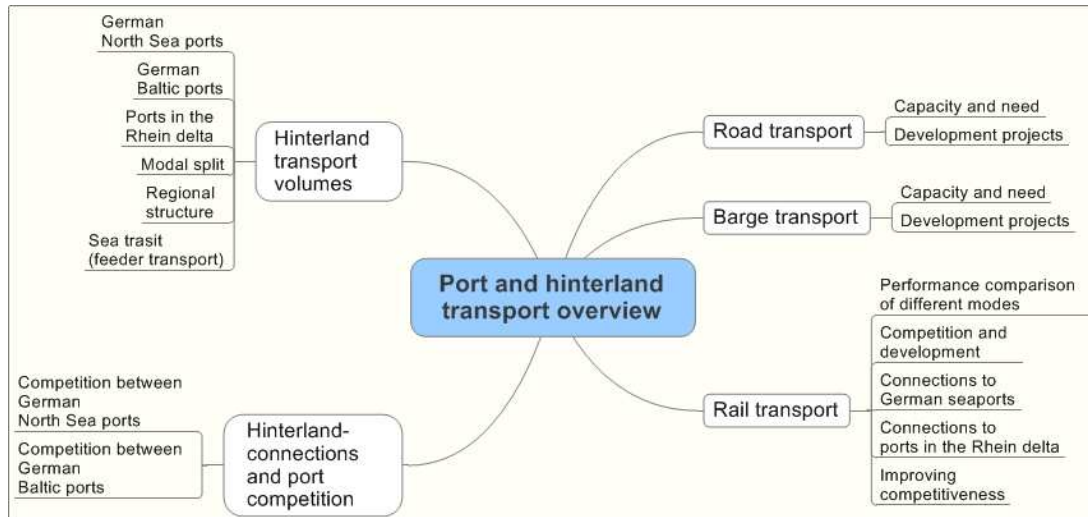 German
North Sea ports
German
Baltic ports
Ports in the
Rhein delta
Modal split
Regional
structure
Sea trasit
(feeder transport)
Hinterland
transport
volumes
Port and hinterland
transport overview
Competition between
German
North Sea ports
Competition between
German
Baltic ports
Hinterland-
connections
and port
competition
Road transport
Capacity and need
Development projects
Barge transport
Capacity and need
Development projects
Rail transport
Performance comparison
of different modes
Competition and
development
Connections to
German seaports
Connections to
ports in the Rhein delta
Improving
competitiveness